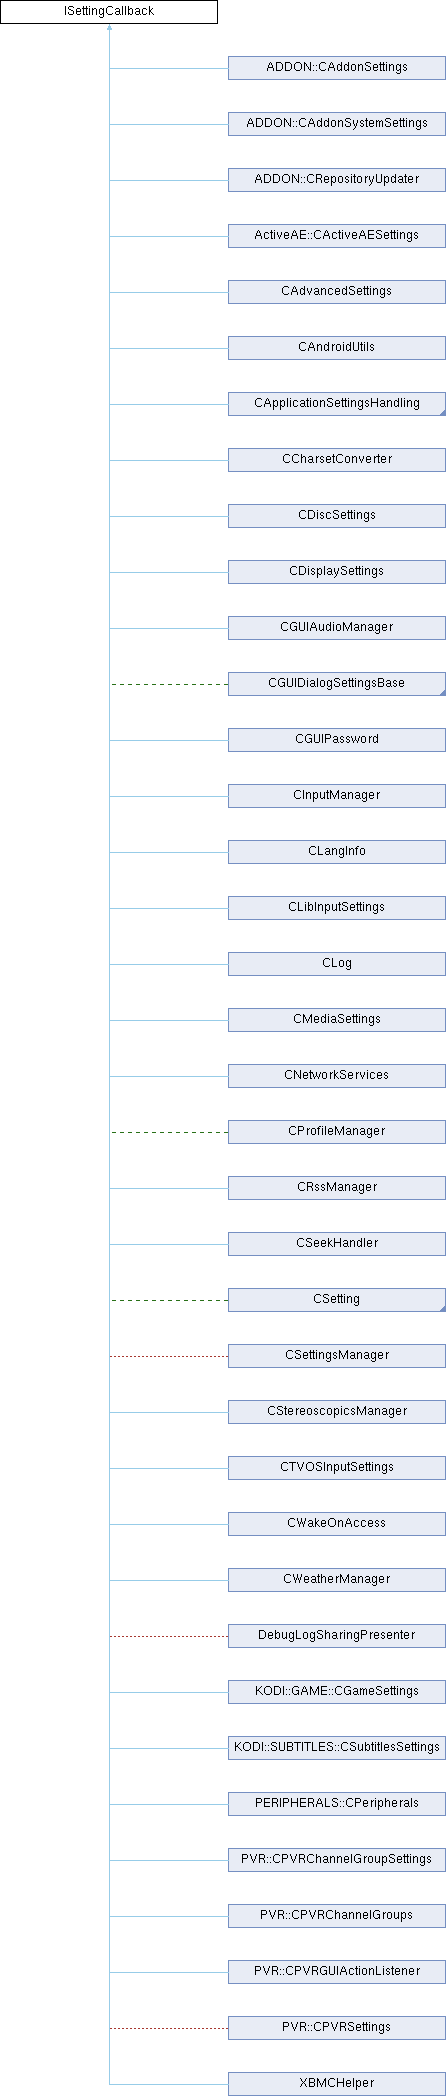 ISettingCallback
ADDON::CAddonSettings
ADDON::CAddonSystemSettings
ADDON::CRepositoryUpdater
ActiveAE::CActiveAESettings
CAdvancedSettings
CAndroidUtils
CApplicationSettingsHandling
CCharsetConverter
CDiscSettings
CDisplaySettings
CGUIAudioManager
CGUIDialogSettingsBase
CGUIPassword
CInputManager
CLangInfo
CLibInputSettings
CLog
CMediaSettings
CNetworkServices
CProfileManager
CRssManager
CSeekHandler
CSetting
CSettingsManager
CStereoscopicsManager
CTVOSInputSettings
CWakeOnAccess
CWeatherManager
DebugLogSharingPresenter
KODI::GAME::CGameSettings
KODI::SUBTITLES::CSubtitlesSettings
PERIPHERALS::CPeripherals
PVR::CPVRChannelGroupSettings
PVR::CPVRChannelGroups
PVR::CPVRGUIActionListener
PVR::CPVRSettings
XBMCHelper